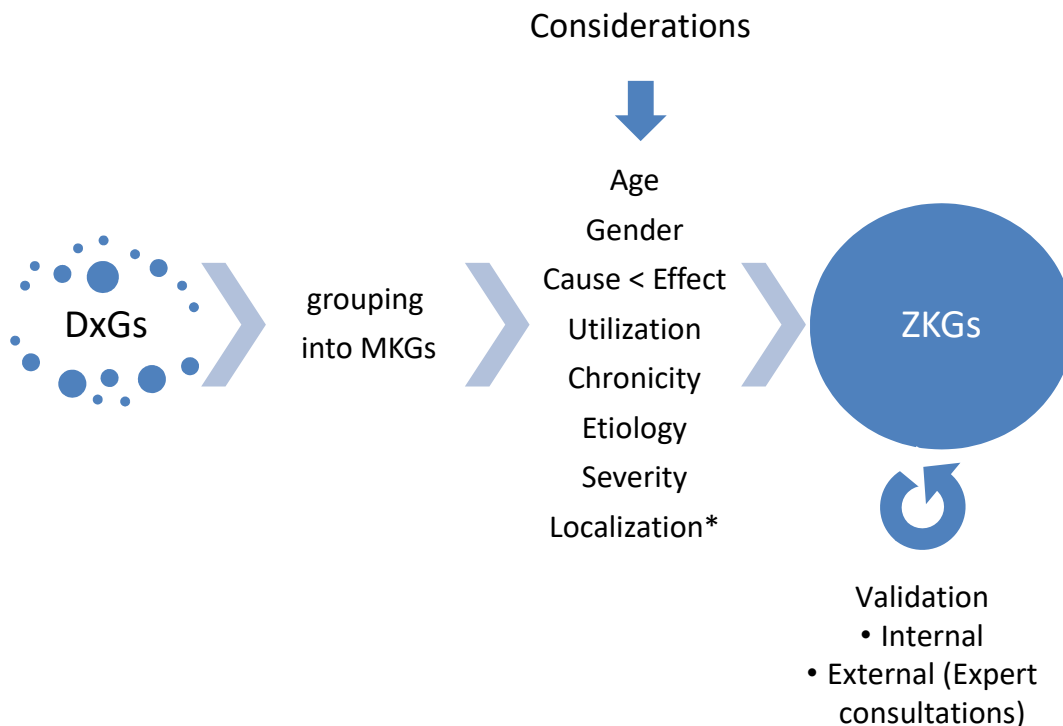 Considerations
DxGs
grouping
into MKGs
Age
Gender
Cause < Effect
Utilization
Chronicity
Etiology
Severity
Localization*
ZKGs
Validation
• Internal
• External (Expert
consultations)